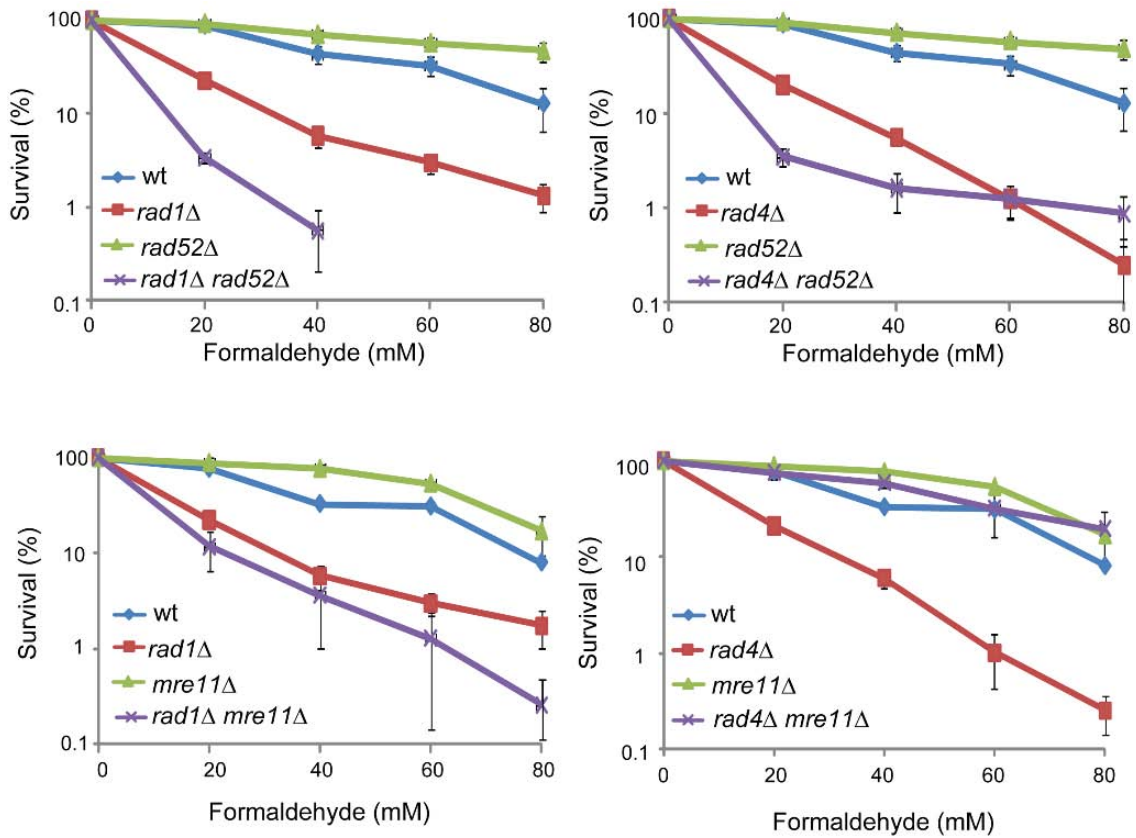 Survival (%)
100
10
1
0.1
wt
rad1Δ
rad52Δ
rad1Δ rad52Δ
0 20 40 60 80
Formaldehyde (mM)
Survival (%)
100
10
1
0.1
wt
rad4Δ
rad52Δ
rad4Δ rad52Δ
0 20 40 60 80
Formaldehyde (mM)
Survival (%)
100
10
1
0.1
wt
rad1Δ
mre11Δ
rad1Δ mre11Δ
0 20 40 60 80
Formaldehyde (mM)
Survival (%)
100
10
1
0.1
wt
rad4Δ
mre11Δ
rad4Δ mre11Δ
0 20 40 60 80
Formaldehyde (mM)